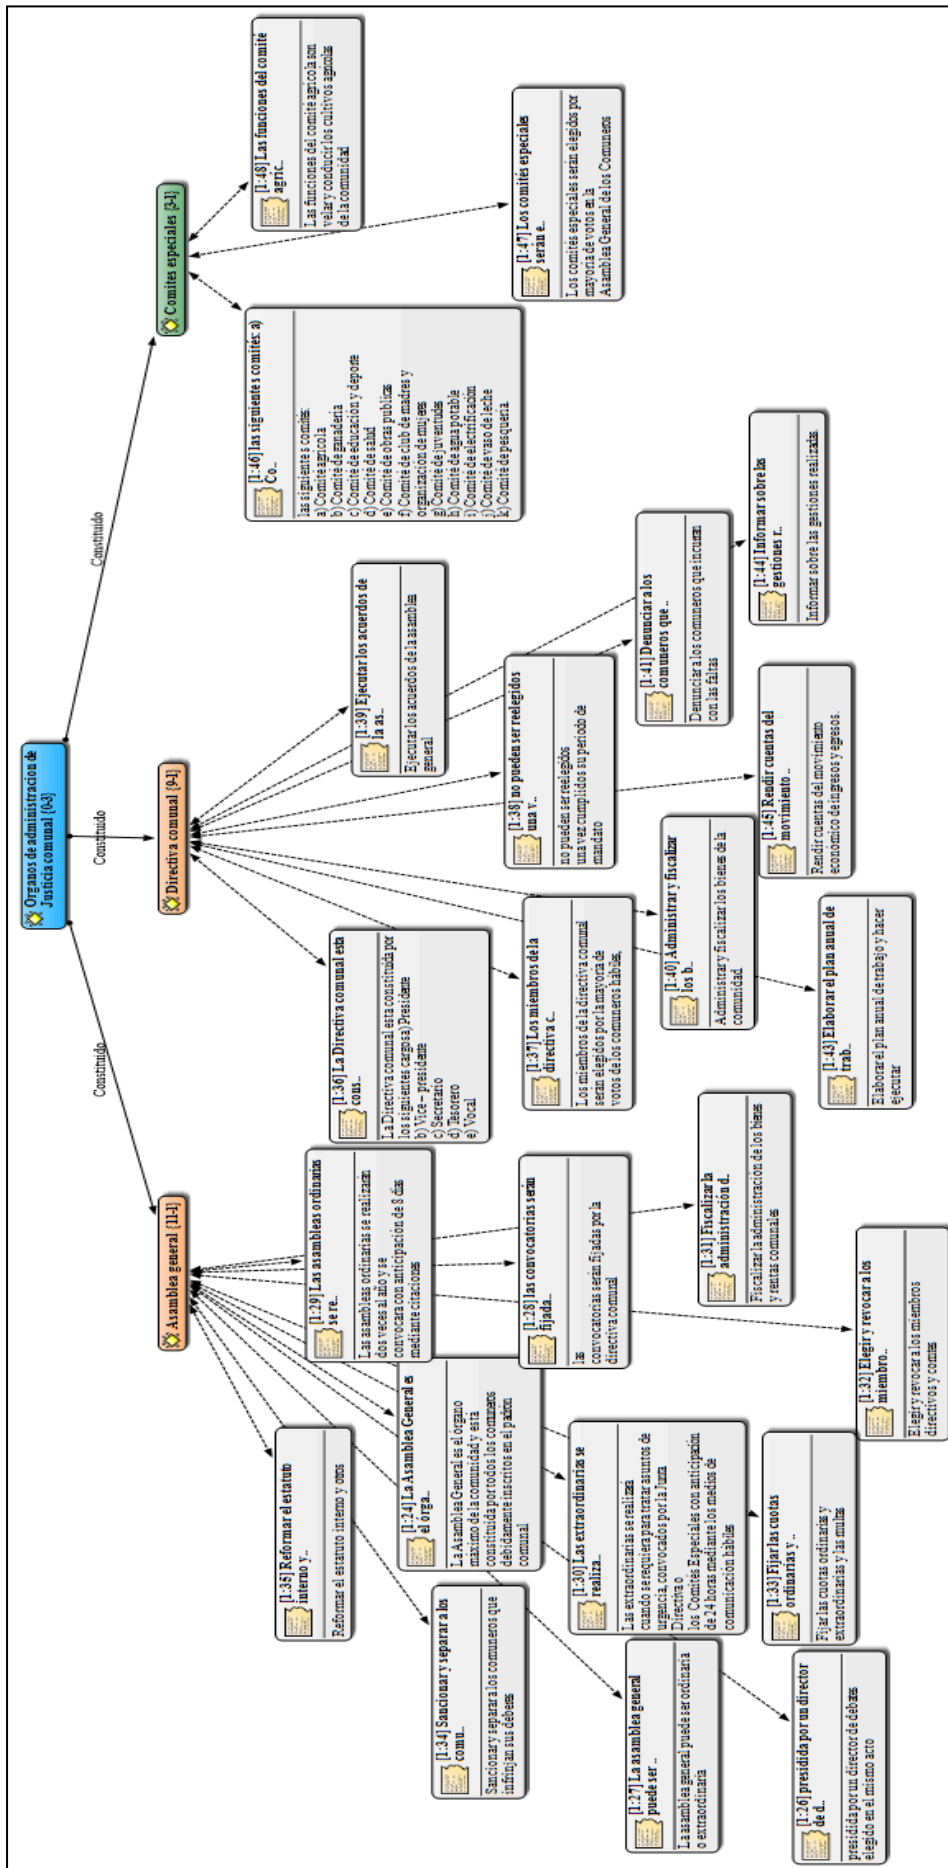 Organos de administracion de
Justicia comunal {0-3}
Constituido
Constituido
Constituido
Asamblea general {11-1}
Directiva comunal {9-1}
Comites especiales {3-1}
[1:35] Reformar el estatuto
interno y..
Reformar el estatuto interno y otros
[1:34] Sancionar y separar a los
comu..
Sancionar y separar a los comuneros que
infrinjan sus deberes
[1:27] La asamblea general
puede ser ..
La asamblea general puede ser ordinaria
o extraordinaria
[1:26] presidida por un director
de d..
presidida por un director de debates
elegido en el mismo acto
[1:24] La Asamblea General es
el órga..
La Asamblea General es el órgano
máximo de la comunidad y está
constituida por todos los comuneros
debidamente inscritos en el padrón
comunal
[1:30] Las extraordinarias se
realiza..
Las extraordinarias se realizará
cuando se requiera para tratar asuntos de
urgencia, convocados por la Junta
Directiva o
los Comités Especiales con anticipación
de 24 horas mediante los medios de
comunicación habiles
[1:33] Fijar las cuotas
ordinarias y ..
Fijar las cuotas ordinarias y
extraordinarias y las multas
[1:29] Las asambleas ordinarias
se re..
Las asambleas ordinarias se realizarán
dos veces al año y se
convocara con anticipación de 8 días
mediante citaciones
[1:28] las convocatorias serán
fijada..
las
convocatorias serán fijadas por la
directiva comunal
[1:31] Fiscalizar la
administración d..
Fiscalizar la administracion de los bienes
y rentas comunales
[1:32] Elegir y revocar a los
miembro..
Elegir y revocar a los miembros
directivos y comites
[1:36] La Directiva comunal esta
cons..
La Directiva comunal esta constituida por
los siguientes cargos a) Presidente
b) Vice – presidente
c) Secretario
d) Tesorero
e) Vocal
[1:37] Los miembros de la
directiva c..
Los miembros de la directiva comunal
serán elegidos por la mayoria de
votos de los comuneros habiles.
[1:40] Administrar y fiscalizar
los b..
Administrar y fiscalizar los bienes de la
comunidad
[1:43] Elaborar el plan anual de
trab..
Elaborar el plan anual de trabajo y hacer
ejecutar
[1:39] Ejecutar los acuerdos de
la as..
Ejecutar los acuerdos de la asamblea
general
[1:38] no pueden ser reelegidos
una v..
no pueden ser reelegidos
una vez cumplidos su periodo de
mandato
[1:41] Denunciar a los
comuneros que ..
Denunciar a los comuneros que incurran
con las faltas
[1:45] Rendir cuentas del
movimiento ..
Rendir cuentas del movimiento
economico de ingresos y egresos.
[1:44] Informar sobre las
gestiones r..
Informar sobre las gestiones realizadas.
[1:46] las siguientes comités: a)
Co..
las siguientes comités:
a) Comité agrícola
b) Comité de ganadería
c) Comité de educación y deporte
d) Comité de salud
e) Comité de obras publicas
f) Comité de club de madres y
organización de mujeres
g) Comité de juventudes
h) Comité de agua potable
i) Comité de electrificación
j) Comité de vaso de leche
k) Comité de pesquería.
[1:48] Las funciones del comité
agríc..
Las funciones del comité agrícola son
velar y conducir los cultivos agrícolas
de la comunidad
[1:47] Los comités especiales
serán e..
Los comités especiales serán elegidos por
mayoría de votos en la
Asamblea General de los Comuneros